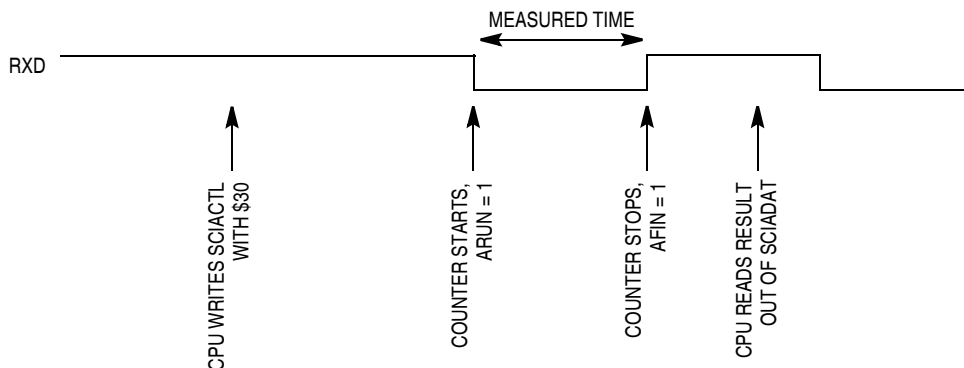 MEASURED TIME
RXD
CPU WRITES SCIACTL
WITH $30
COUNTER STARTS,
ARUN = 1
COUNTER STOPS,
AFIN = 1
CPU READS RESULT
OUT OF SCIADAT